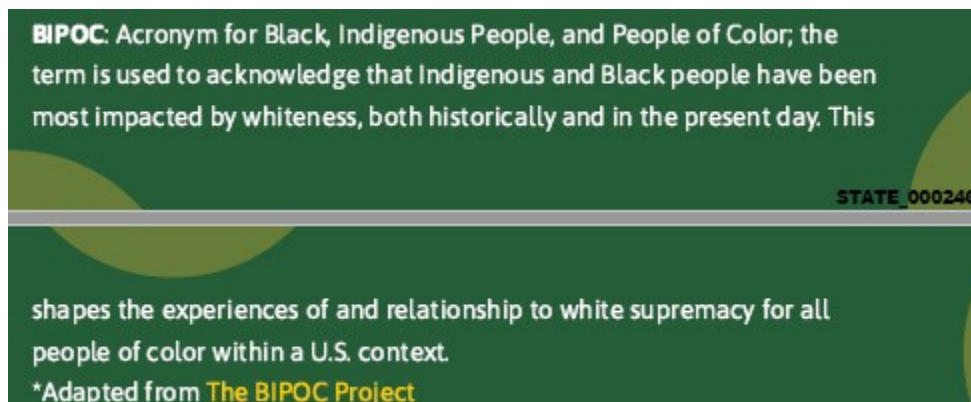 BIPOC: Acronym for Black, Indigenous People, and People of Color; the
term is used to acknowledge that Indigenous and Black people have been
most impacted by whiteness, both historically and in the present day. This
STATE_000240
shapes the experiences of and relationship to white supremacy for all
people of color within a U.S. context.
*Adapted from The BIPOC Project